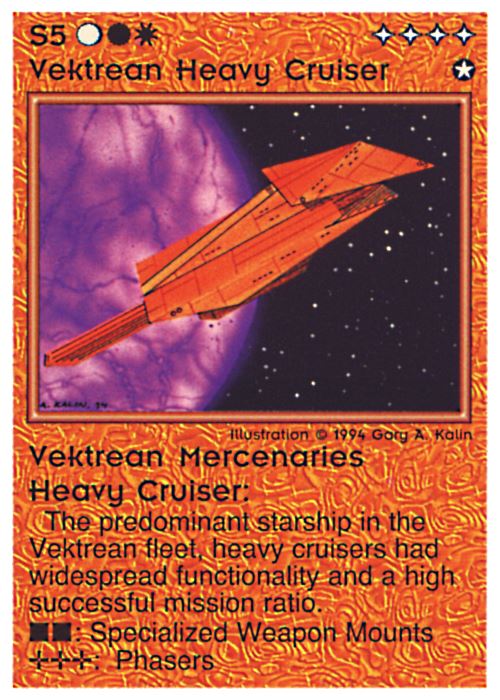 S5
Vektrean Heavy Cruiser
A. KALIN, 94
Illustration © 1994 Gary A. Kalin
Vektrean Mercenaries
Heavy Cruiser:
The predominant starship in the
Vektrean fleet, heavy cruisers had
widespread functionality and a high
successful mission ratio.
■■: Specialized Weapon Mounts
✛✛✛: Phasers